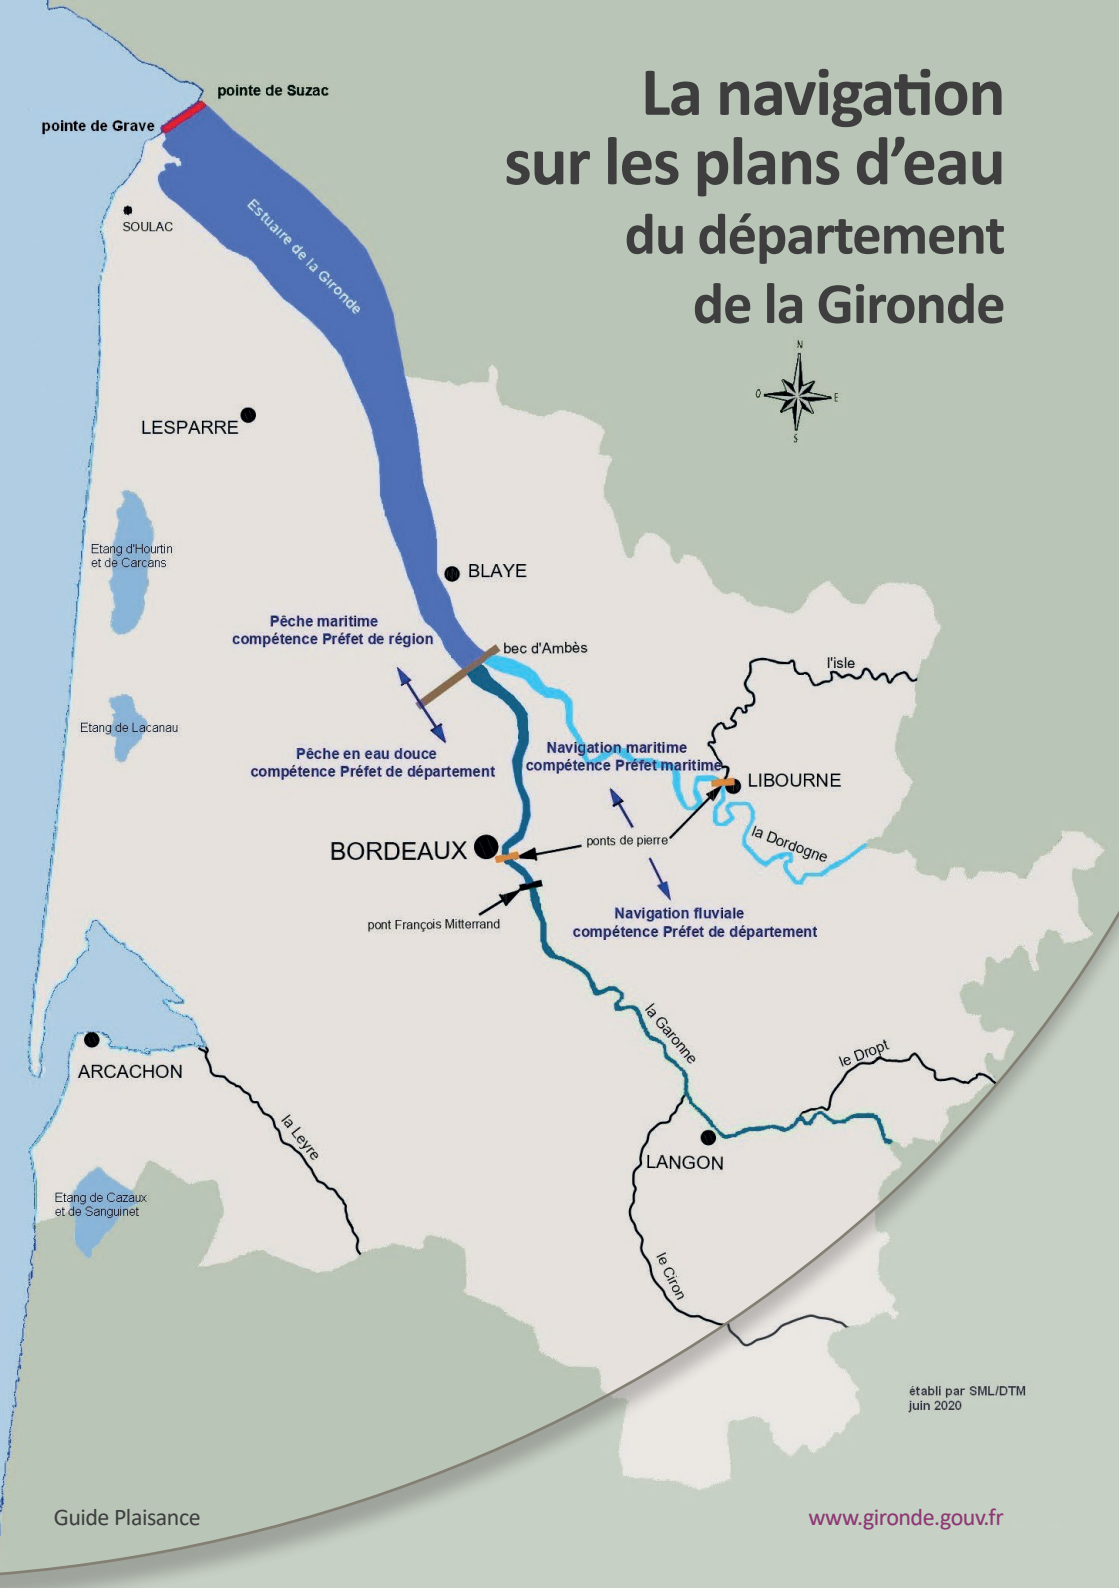 La navigation
sur les plans d'eau
du département
de la Gironde
pointe de Suzac
pointe de Grave
SOULAC
Estuaire de la Gironde
N
O
E
S
LESPARRE
Etang d'Hourtin
et de Carcans
BLAYE
Pêche maritime
compétence Préfet de région
bec d'Ambès
l'isle
Etang de Lacanau
Pêche en eau douce
compétence Préfet de département
Navigation maritime
compétence Préfet maritime
LIBOURNE
ponts de pierre
la Dordogne
BORDEAUX
pont François Mitterrand
Navigation fluviale
compétence Préfet de département
la Garonne
le Dropt
ARCACHON
la Leyre
LANGON
Etang de Cazaux
et de Sanguinet
le Ciron
établi par SML/DTM
juin 2020
Guide Plaisance
www.gironde.gouv.fr